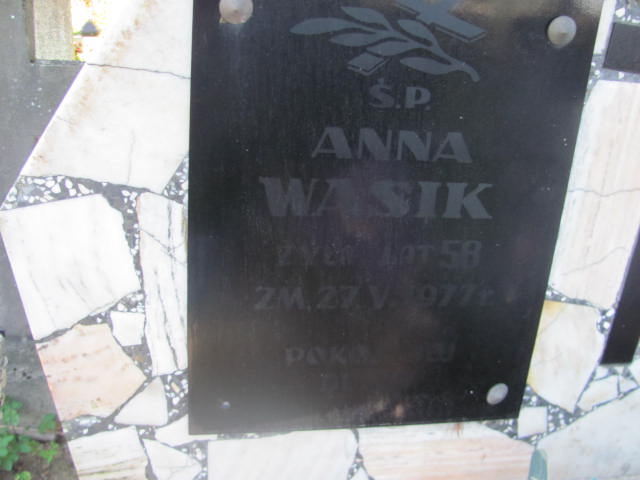 Ś.P.
ANNA
WASIK
ŻYŁA LAT 58
ZM. 27.V.1977 r.